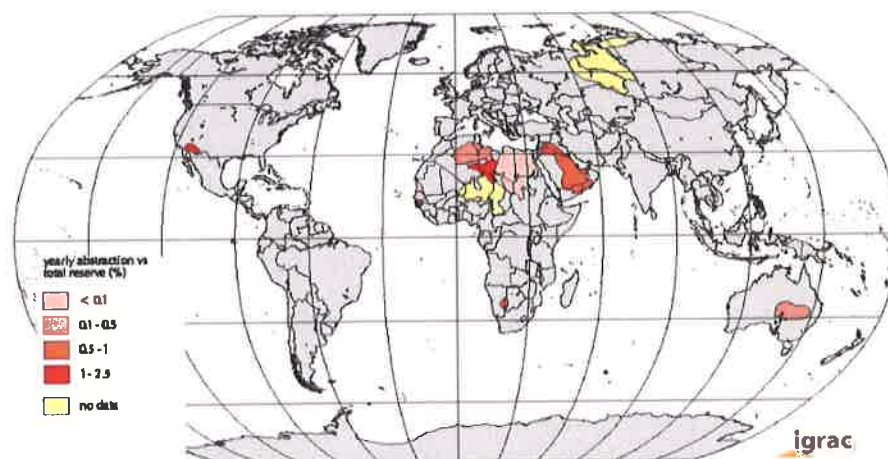 yearly abstraction vs
total reserve (%)
< 0.1
0.1 - 0.5
0.5 - 1
1 - 2.5
no data
igrac